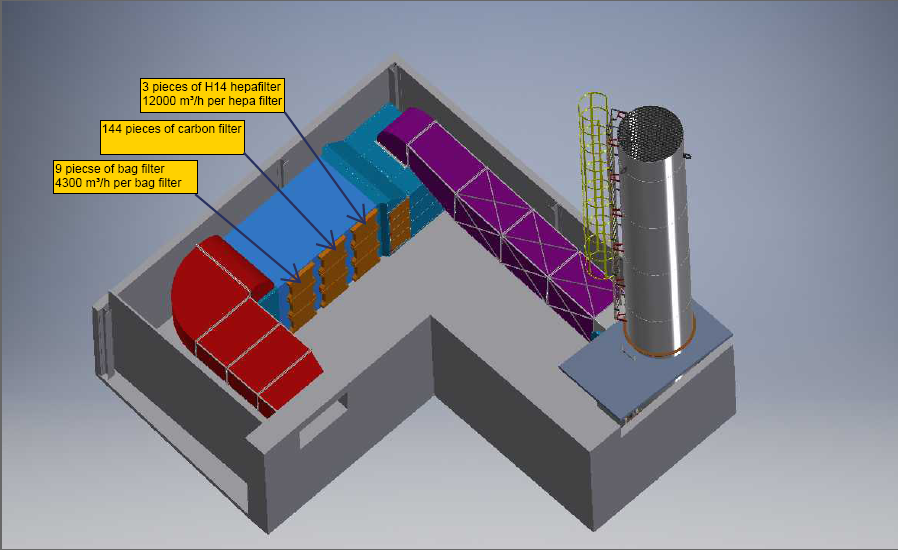 3 pieces of H14 hepafilter
12000 m³/h per hepa filter
144 pieces of carbon filter
9 piecse of bag filter
4300 m³/h per bag filter